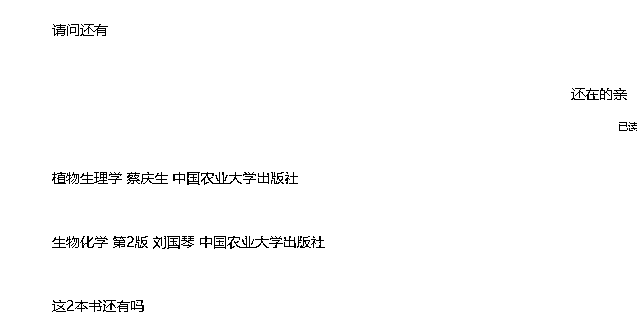 请问还有
还在的亲
已读
植物生理学 蔡庆生 中国农业大学出版社
生物化学 第2版 刘国琴 中国农业大学出版社
这2本书还有吗